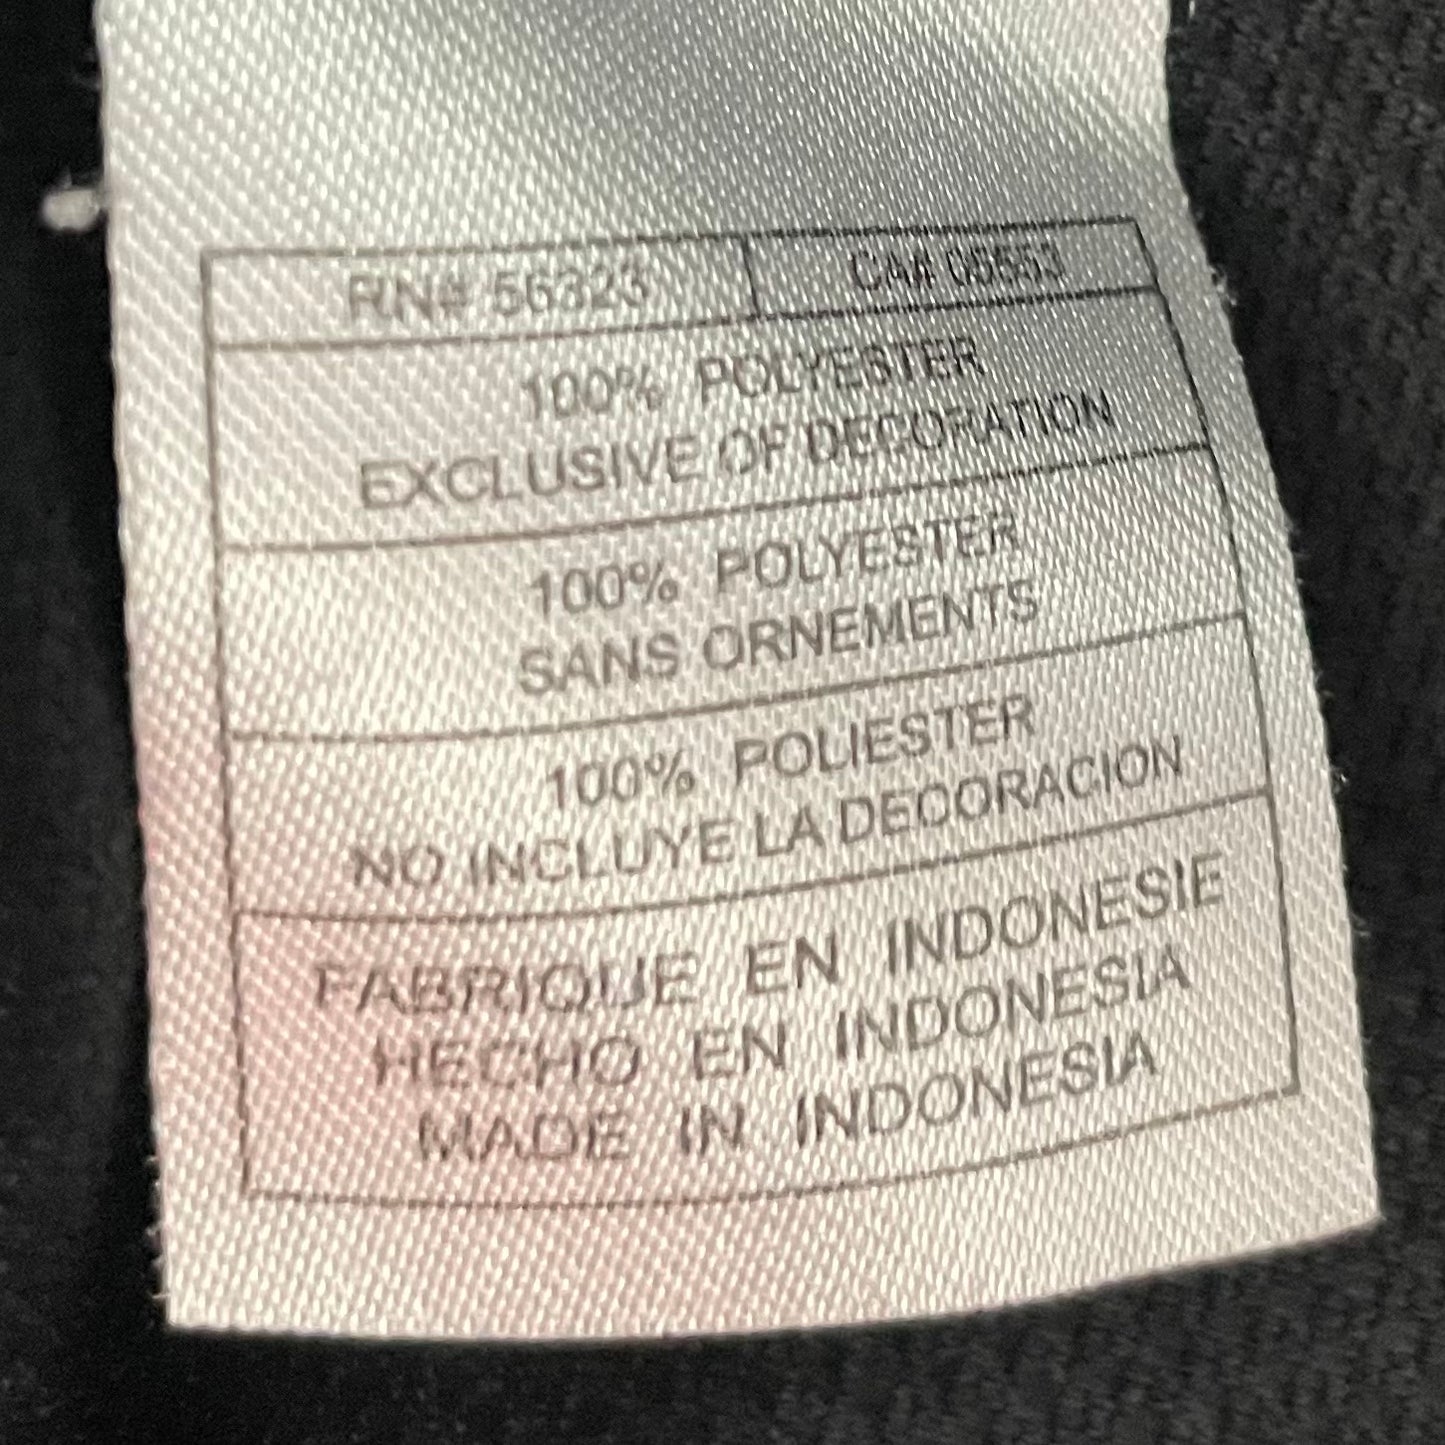 RN# 56323 CA# 05553
100% POLYESTER
EXCLUSIVE OF DECORATION
100% POLYESTER
SANS ORNEMENTS
100% POLIESTER
NO INCLUYE LA DECORACION
FABRIQUE EN INDONESIE
HECHO EN INDONESIA
MADE IN INDONESIA